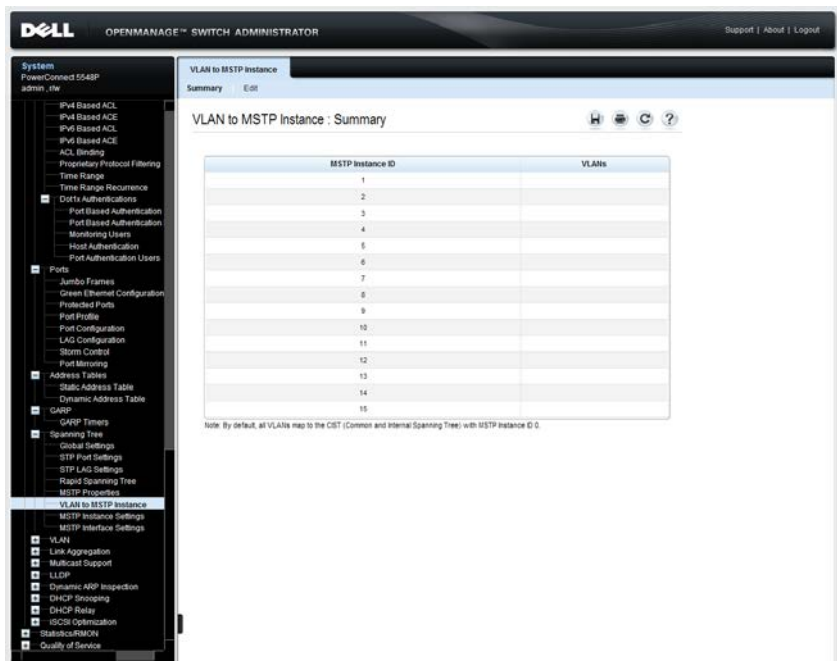 DELL
OPENMANAGE™ SWITCH ADMINISTRATOR
Support | About | Logout
System
PowerConnect 5548P
admin , r/w
IPv4 Based ACL
IPv4 Based ACE
IPv6 Based ACL
IPv6 Based ACE
ACL Binding
Proprietary Protocol Filtering
Time Range
Time Range Recurrence
Dot1x Authentications
Port Based Authentication
Port Based Authentication
Monitoring Users
Host Authentication
Port Authentication Users
Ports
Jumbo Frames
Green Ethernet Configuration
Protected Ports
Port Profile
Port Configuration
LAG Configuration
Storm Control
Port Mirroring
Address Tables
Static Address Table
Dynamic Address Table
GARP
GARP Timers
Spanning Tree
Global Settings
STP Port Settings
STP LAG Settings
Rapid Spanning Tree
MSTP Properties
VLAN to MSTP Instance
MSTP Instance Settings
MSTP Interface Settings
VLAN
Link Aggregation
Multicast Support
LLDP
Dynamic ARP Inspection
DHCP Snooping
DHCP Relay
iSCSI Optimization
Statistics/RMON
Quality of Service
VLAN to MSTP Instance
Summary Edit
VLAN to MSTP Instance : Summary
MSTP Instance ID VLANs
1
2
3
4
5
6
7
8
9
10
11
12
13
14
15
Note: By default, all VLANs map to the CIST (Common and Internal Spanning Tree) with MSTP Instance ID 0.